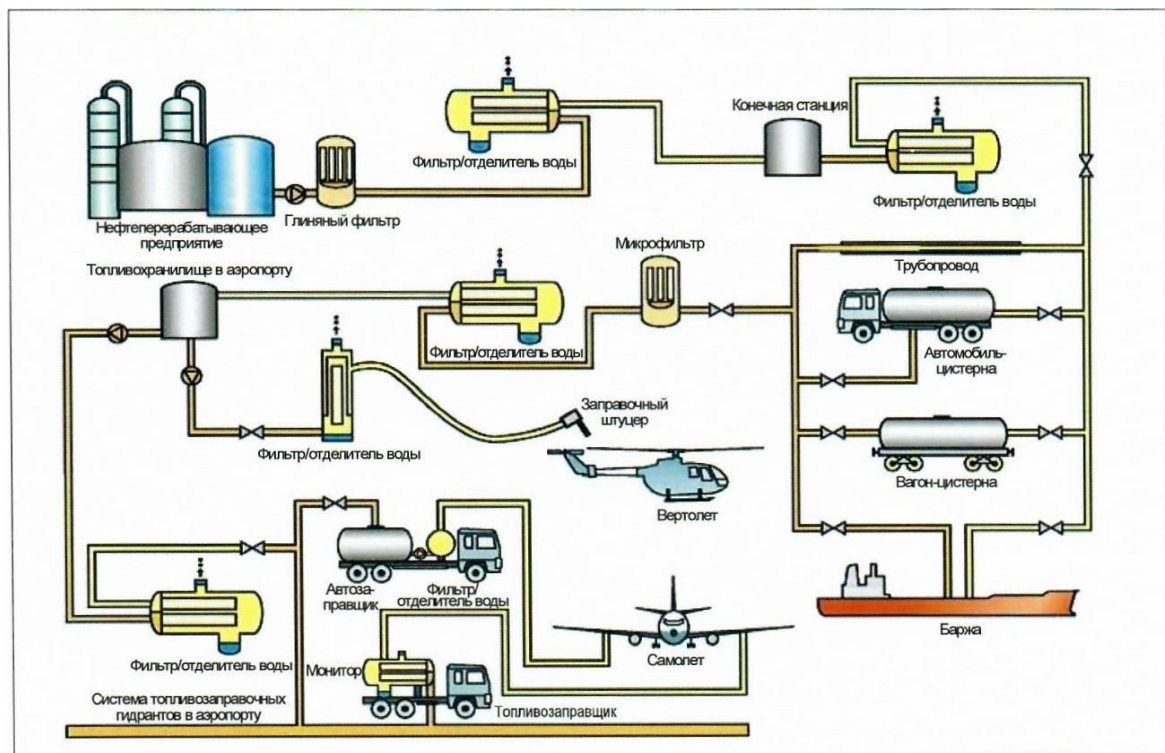 Конечная станция
Фильтр/отделитель воды
Фильтр/отделитель воды
Глиняный фильтр
Нефтеперерабатывающее
предприятие
Микрофильтр
Трубопровод
Топливохранилище в аэропорту
Фильтр/отделитель воды
Автомобиль-
цистерна
Заправочный
штуцер
Фильтр/отделитель воды
Вагон-цистерна
Вертолет
Автоза-
правщик
Фильтр/
отделитель воды
Баржа
Фильтр/отделитель воды
Монитор
Самолет
Система топливозаправочных
гидрантов в аэропорту
Топливозаправщик